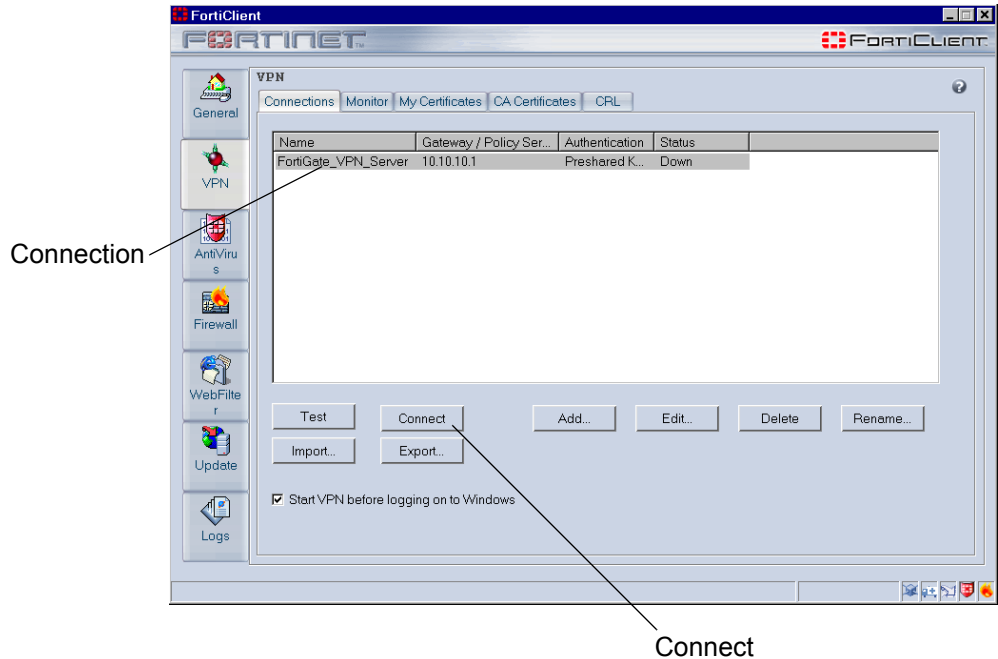 FortiClient
FORTINET
FORTICLIENT
VPN
Connections Monitor My Certificates CA Certificates CRL
General
VPN
AntiViru
s
Firewall
WebFilte
r
Update
Logs
Name Gateway / Policy Ser... Authentication Status
FortiGate_VPN_Server 10.10.10.1 Preshared K... Down
Connection
Test Connect Add... Edit... Delete Rename...
Import... Export...
Start VPN before logging on to Windows
Connect